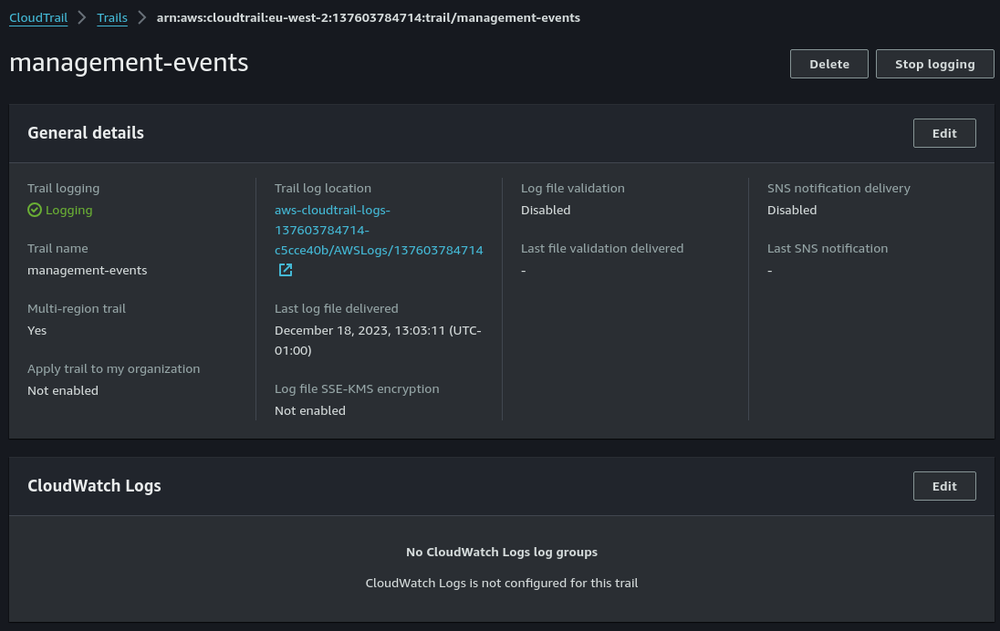 CloudTrail
Trails
arn:aws:cloudtrail:eu-west-2:137603784714:trail/management-events
management-events
Delete
Stop logging
General details
Edit
Trail logging
Logging
Trail name
management-events
Multi-region trail
Yes
Apply trail to my organization
Not enabled
Trail log location
aws-cloudtrail-logs-
137603784714-
c5cce40b/AWSLogs/137603784714
Last log file delivered
December 18, 2023, 13:03:11 (UTC-
01:00)
Log file SSE-KMS encryption
Not enabled
Log file validation
Disabled
Last file validation delivered
-
SNS notification delivery
Disabled
Last SNS notification
-
CloudWatch Logs
Edit
No CloudWatch Logs log groups
CloudWatch Logs is not configured for this trail